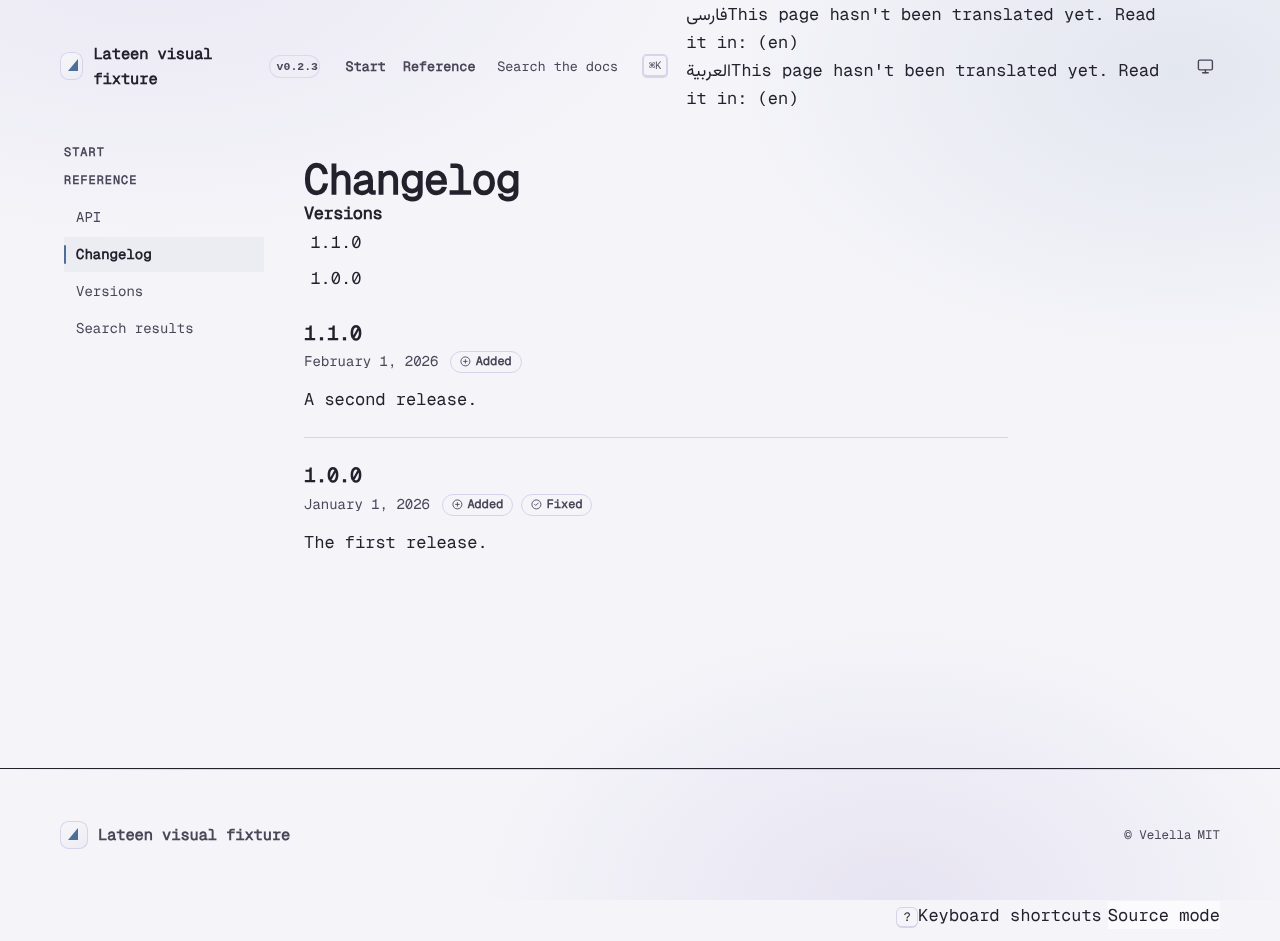 Lateen visual
fixture
v0.2.3
Start Reference Search the docs ⌘K
فارسیThis page hasn't been translated yet. Read
it in: (en)
العربيةThis page hasn't been translated yet. Read
it in: (en)
START
REFERENCE
API
Changelog
Versions
Search results
Changelog
Versions
1.1.0
1.0.0
1.1.0
February 1, 2026 Added
A second release.
1.0.0
January 1, 2026 Added Fixed
The first release.
Lateen visual fixture
© Velella MIT
? Keyboard shortcuts Source mode